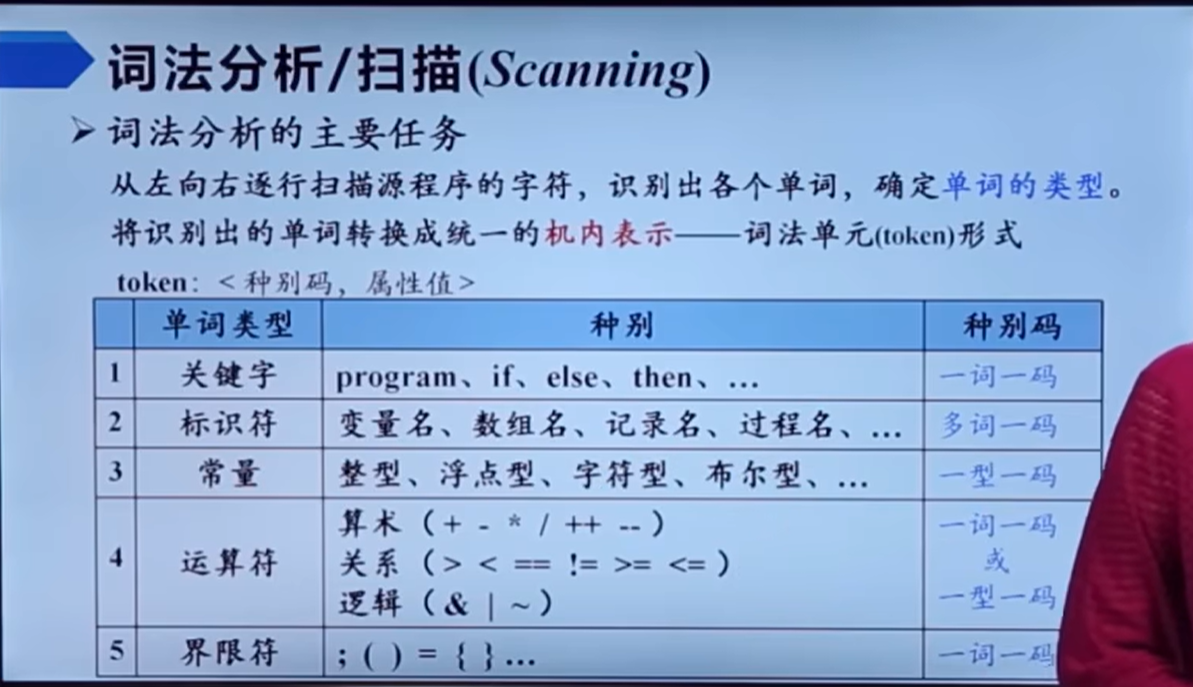 词法分析/扫描(Scanning)
词法分析的主要任务
从左向右逐行扫描源程序的字符，识别出各个单词，确定单词的类型。
将识别出的单词转换成统一的机内表示——词法单元(token)形式
token：<种别码，属性值>
单词类型 种别 种别码
1 关键字 program、if、else、then、… 一词一码
2 标识符 变量名、数组名、记录名、过程名、… 多词一码
3 常量 整型、浮点型、字符型、布尔型、… 一型一码
4 运算符 算术（+ - * / ++ --） 一词一码
关系（> < == != >= <=） 或
逻辑（& | ~） 一型一码
5 界限符 ; ( ) = { } … 一词一码